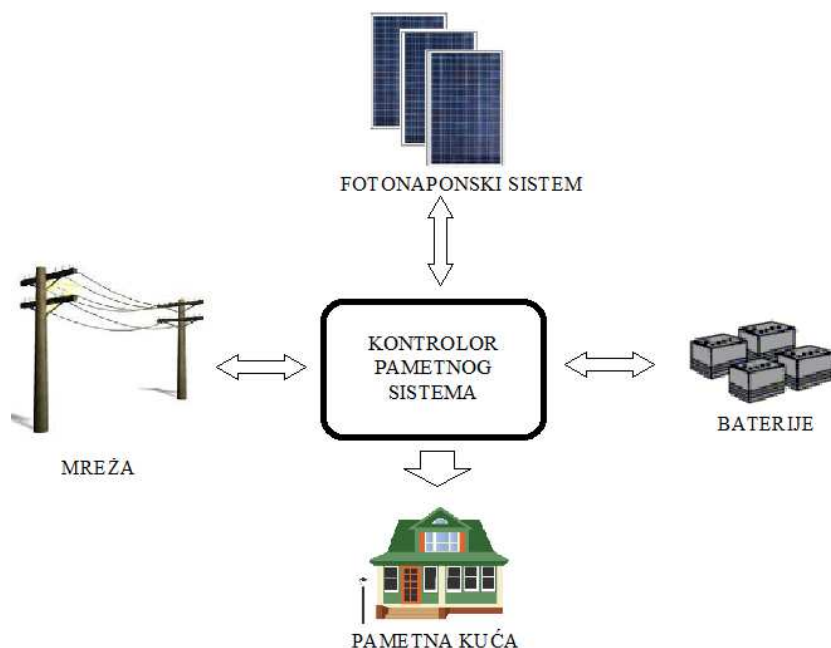 FOTONAPONSKI SISTEM
KONTROLOR
PAMETNOG
SISTEMA
BATERIJE
MREŽA
PAMETNA KUĆA